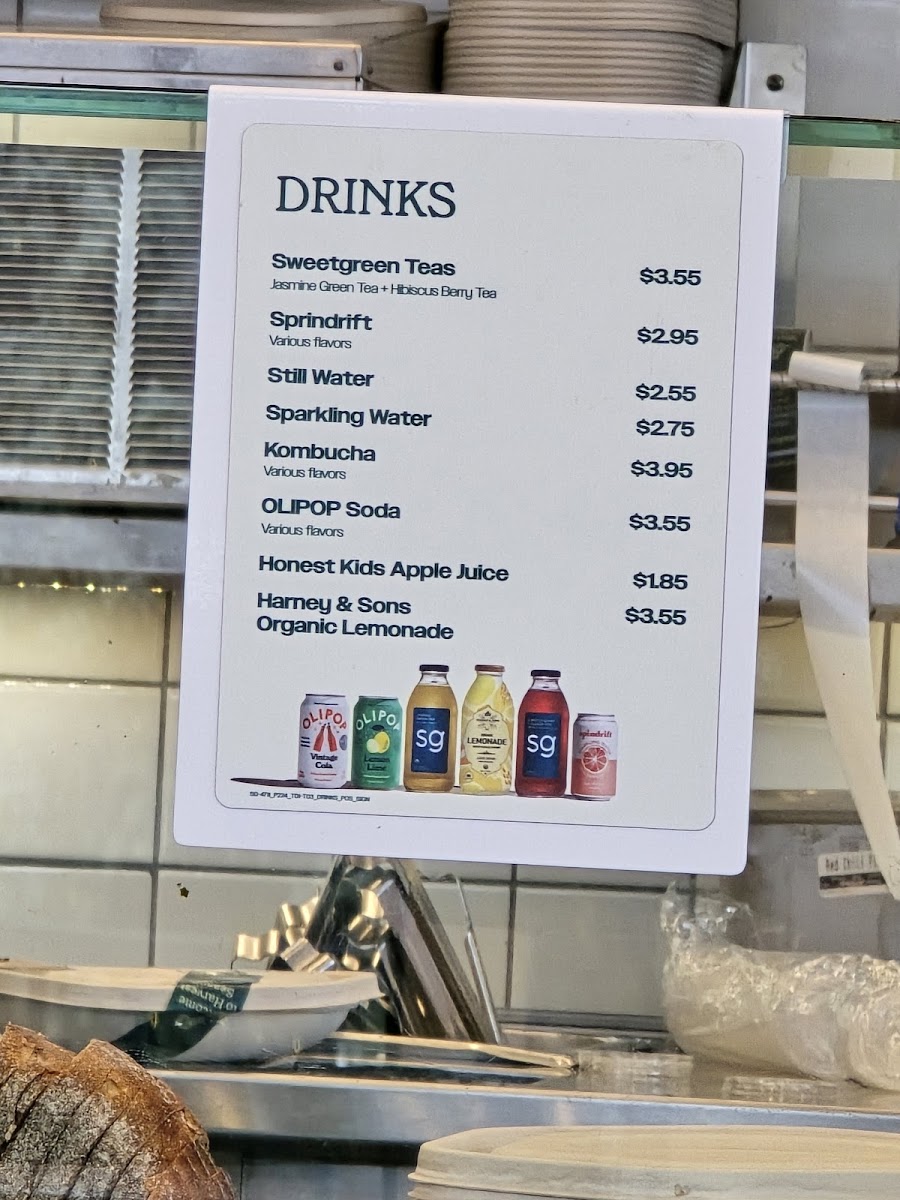 DRINKS
Sweetgreen Teas $3.55
Jasmine Green Tea + Hibiscus Berry Tea
Sprindrift $2.95
Various flavors
Still Water $2.55
Sparkling Water $2.75
Kombucha $3.95
Various flavors
OLIPOP Soda $3.55
Various flavors
Honest Kids Apple Juice $1.85
Harney & Sons $3.55
Organic Lemonade
OLIPOP
Vintage
Cola
OLIPOP
Lemon
Lime
sg
LEMONADE
sg
spindrift